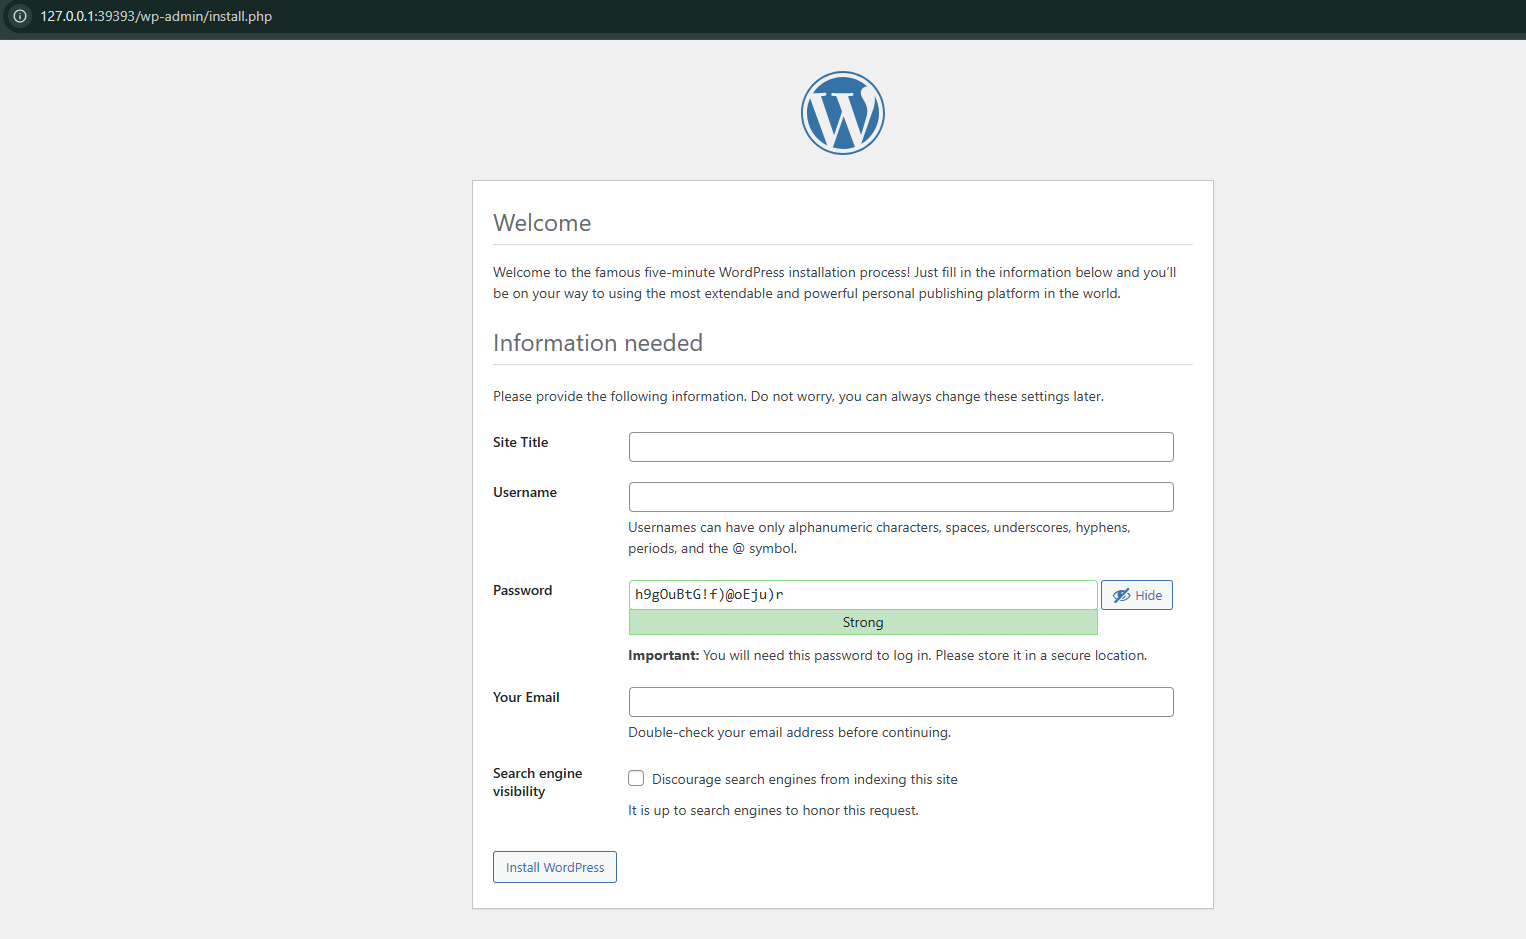 127.0.0.1:39393/wp-admin/install.php
W
Welcome
Welcome to the famous five-minute WordPress installation process! Just fill in the information below and you’ll
be on your way to using the most extendable and powerful personal publishing platform in the world.
Information needed
Please provide the following information. Do not worry, you can always change these settings later.
Site Title
Username
Usernames can have only alphanumeric characters, spaces, underscores, hyphens,
periods, and the @ symbol.
Password
h9gOuBtG!f)@oEju)r
Hide
Strong
Important: You will need this password to log in. Please store it in a secure location.
Your Email
Double-check your email address before continuing.
Search engine
visibility
Discourage search engines from indexing this site
It is up to search engines to honor this request.
Install WordPress